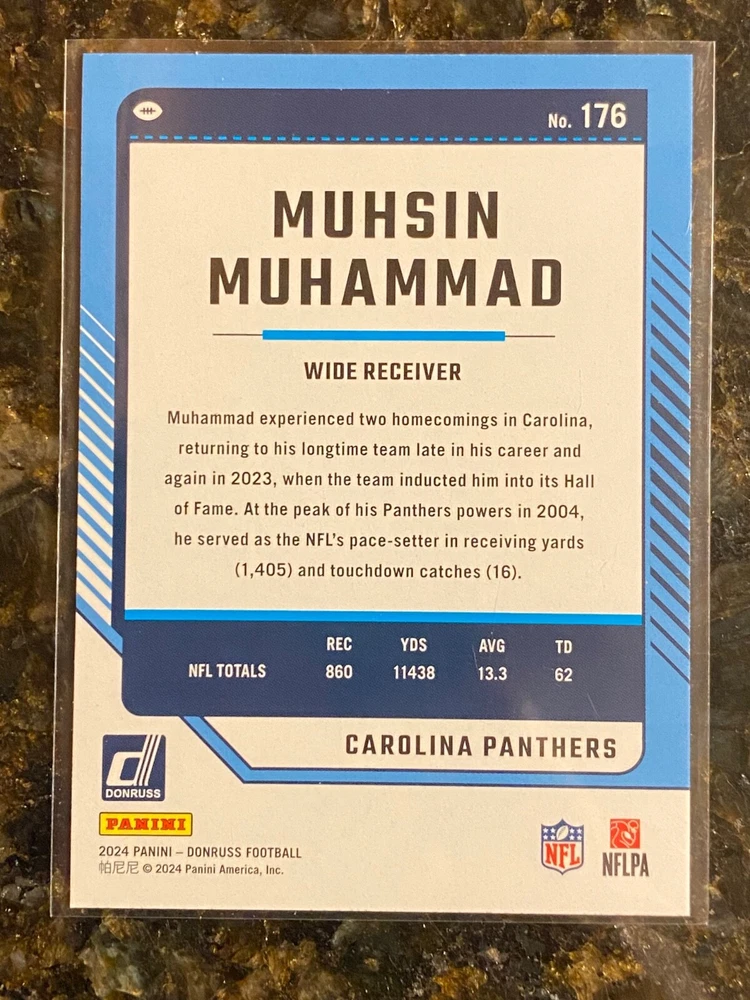 No. 176
MUHSIN
MUHAMMAD
WIDE RECEIVER
Muhammad experienced two homecomings in Carolina,
returning to his longtime team late in his career and
again in 2023, when the team inducted him into its Hall
of Fame. At the peak of his Panthers powers in 2004,
he served as the NFL's pace-setter in receiving yards
(1,405) and touchdown catches (16).
REC YDS AVG TD
NFL TOTALS 860 11438 13.3 62
CAROLINA PANTHERS
d
DONRUSS
PANINI
2024 PANINI – DONRUSS FOOTBALL
帕尼尼 © 2024 Panini America, Inc.
NFL
NFLPA